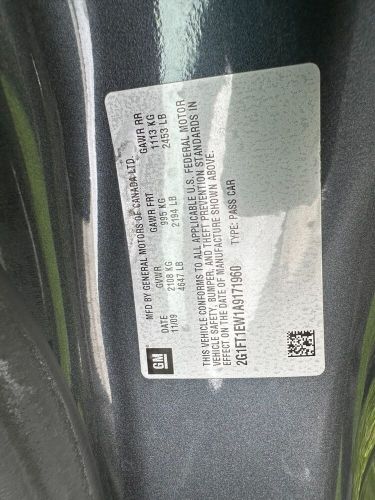 MFD BY GENERAL MOTORS OF CANADA LTD.
DATE GVWR GAWR FRT GAWR RR
11/09 2108 KG 995 KG 1113 KG
4647 LB 2194 LB 2453 LB
THIS VEHICLE CONFORMS TO ALL APPLICABLE U.S. FEDERAL MOTOR
VEHICLE SAFETY, BUMPER, AND THEFT PREVENTION STANDARDS IN
EFFECT ON THE DATE OF MANUFACTURE SHOWN ABOVE.
2G1FT1EW1A9171960 TYPE: PASS CAR
GM